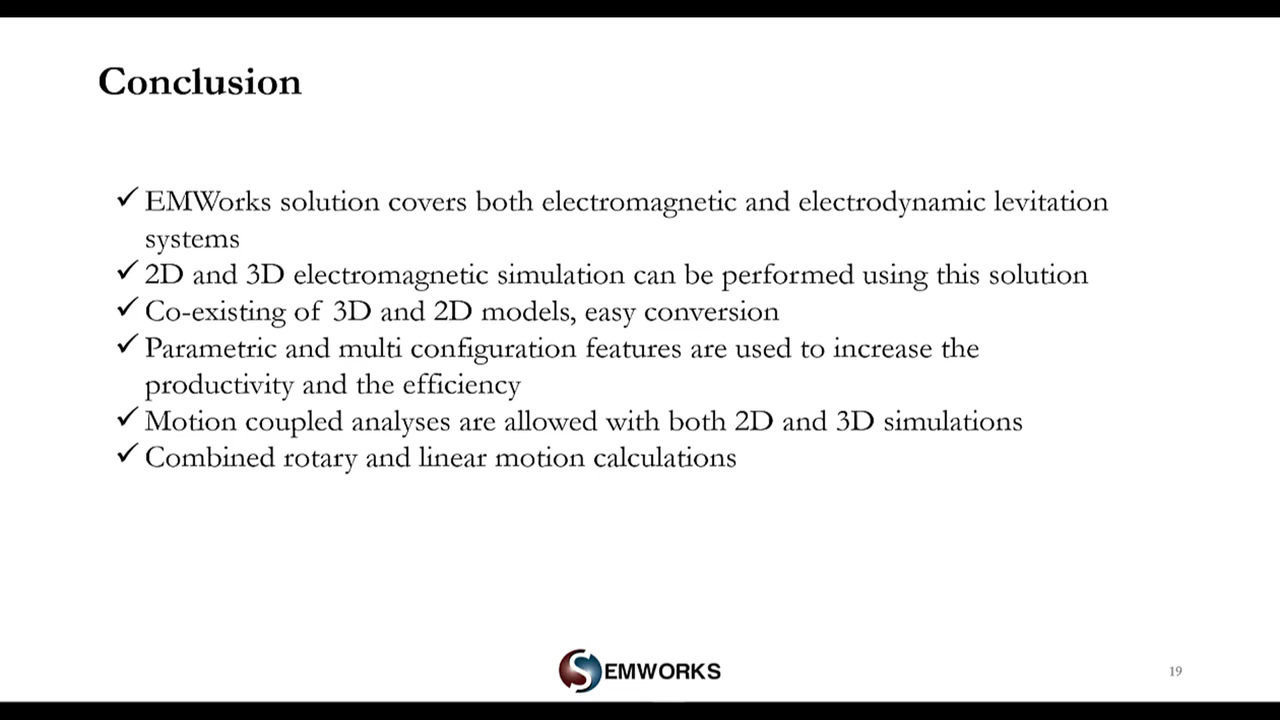 Conclusion
✓ EMWorks solution covers both electromagnetic and electrodynamic levitation
systems
✓ 2D and 3D electromagnetic simulation can be performed using this solution
✓ Co-existing of 3D and 2D models, easy conversion
✓ Parametric and multi configuration features are used to increase the
productivity and the efficiency
✓ Motion coupled analyses are allowed with both 2D and 3D simulations
✓ Combined rotary and linear motion calculations
EMWORKS
19